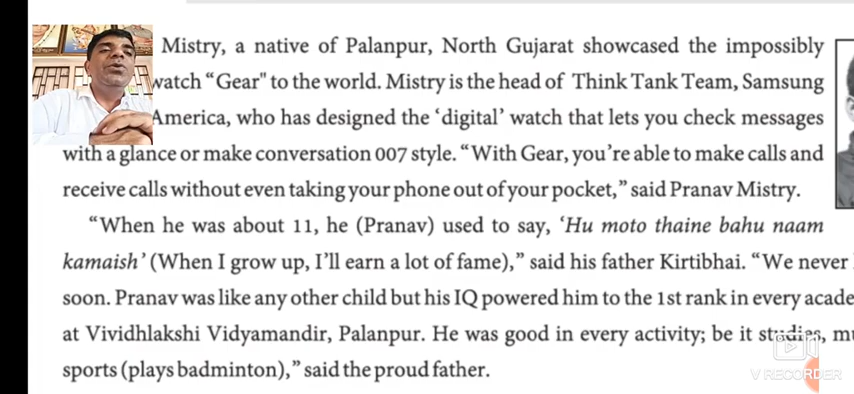 Mistry, a native of Palanpur, North Gujarat showcased the impossibly
watch “Gear" to the world. Mistry is the head of Think Tank Team, Samsung
America, who has designed the ‘digital’ watch that lets you check messages
with a glance or make conversation 007 style. “With Gear, you’re able to make calls and
receive calls without even taking your phone out of your pocket,” said Pranav Mistry.
“When he was about 11, he (Pranav) used to say, ‘Hu moto thaine bahu naam
kamaish’ (When I grow up, I’ll earn a lot of fame),” said his father Kirtibhai. “We never
soon. Pranav was like any other child but his IQ powered him to the 1st rank in every
at Vividhlakshi Vidyamandir, Palanpur. He was good in every activity; be it studies,
sports (plays badminton),” said the proud father.
V RECORDER